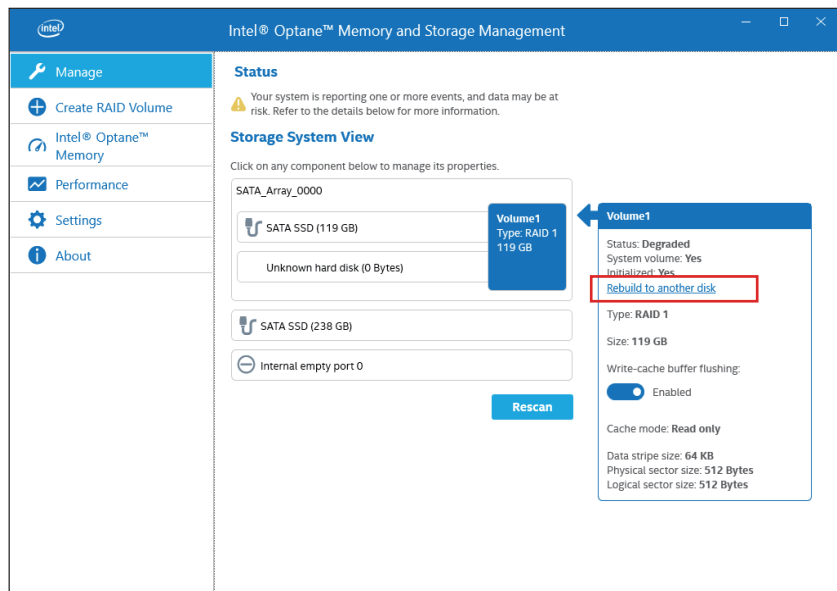 intel
Intel® Optane™ Memory and Storage Management
Manage
Create RAID Volume
Intel® Optane™
Memory
Performance
Settings
About
Status
Your system is reporting one or more events, and data may be at
risk. Refer to the details below for more information.
Storage System View
Click on any component below to manage its properties.
SATA_Array_0000
SATA SSD (119 GB)
Unknown hard disk (0 Bytes)
Volume1
Type: RAID 1
119 GB
SATA SSD (238 GB)
Internal empty port 0
Rescan
Volume1
Status: Degraded
System volume: Yes
Initialized: Yes
Rebuild to another disk
Type: RAID 1
Size: 119 GB
Write-cache buffer flushing:
Enabled
Cache mode: Read only
Data stripe size: 64 KB
Physical sector size: 512 Bytes
Logical sector size: 512 Bytes